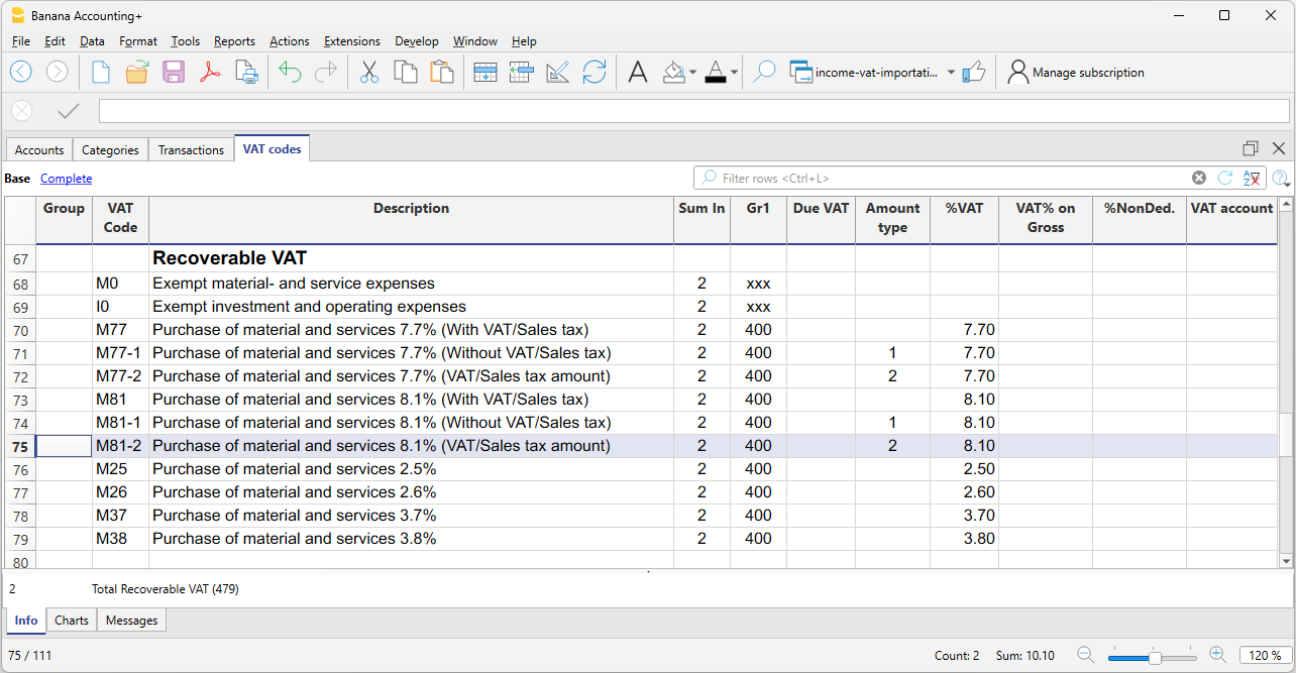 Banana Accounting+
File Edit Data Format Tools Reports Actions Extensions Develop Window Help
income-vat-importati... Manage subscription
Accounts Categories Transactions VAT codes
Base Complete Filter rows <Ctrl+L>
Group VAT Code Description Sum In Gr1 Due VAT Amount type %VAT VAT% on Gross %NonDed. VAT account
67 Recoverable VAT
68 M0 Exempt material- and service expenses 2 xxx
69 I0 Exempt investment and operating expenses 2 xxx
70 M77 Purchase of material and services 7.7% (With VAT/Sales tax) 2 400 7.70
71 M77-1 Purchase of material and services 7.7% (Without VAT/Sales tax) 2 400 1 7.70
72 M77-2 Purchase of material and services 7.7% (VAT/Sales tax amount) 2 400 2 7.70
73 M81 Purchase of material and services 8.1% (With VAT/Sales tax) 2 400 8.10
74 M81-1 Purchase of material and services 8.1% (Without VAT/Sales tax) 2 400 1 8.10
75 M81-2 Purchase of material and services 8.1% (VAT/Sales tax amount) 2 400 2 8.10
76 M25 Purchase of material and services 2.5% 2 400 2.50
77 M26 Purchase of material and services 2.6% 2 400 2.60
78 M37 Purchase of material and services 3.7% 2 400 3.70
79 M38 Purchase of material and services 3.8% 2 400 3.80
80
2 Total Recoverable VAT (479)
Info Charts Messages
75 / 111 Count: 2 Sum: 10.10 120 %